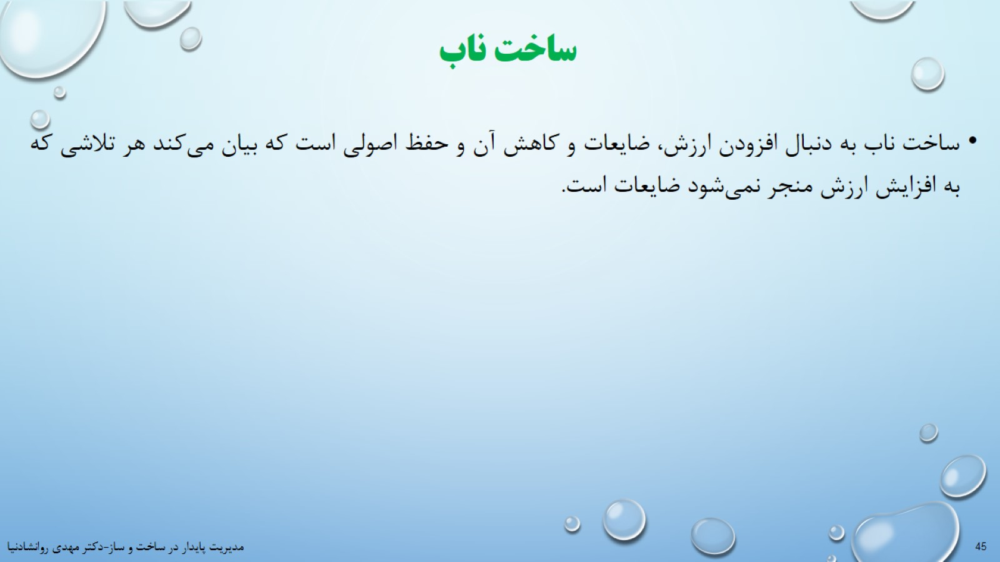 ساخت ناب
• ساخت ناب به دنبال افزودن ارزش، ضایعات و کاهش آن و حفظ اصولی است که بیان می‌کند هر تلاشی که
به افزایش ارزش منجر نمی‌شود ضایعات است.
مدیریت پایدار در ساخت و ساز-دکتر مهدی روانشادنیا
45